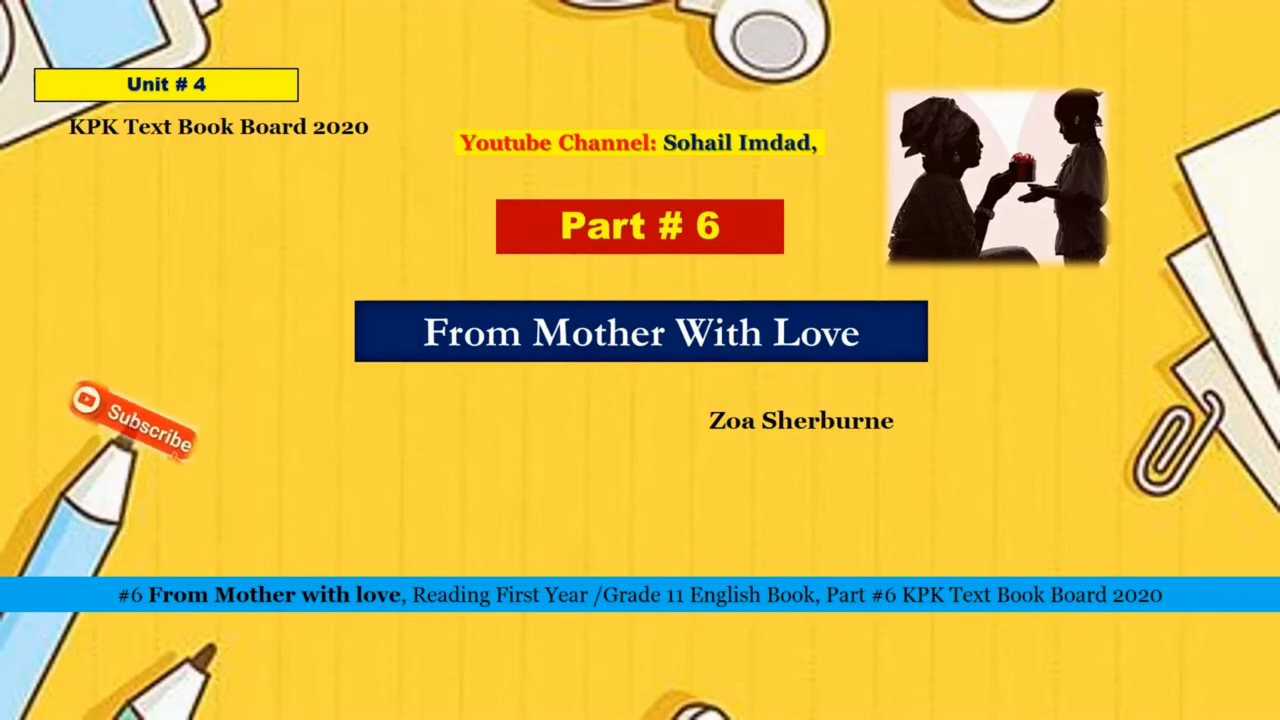 Unit # 4
KPK Text Book Board 2020
Youtube Channel: Sohail Imdad,
Part # 6
From Mother With Love
Subscribe
Zoa Sherburne
#6 From Mother with love, Reading First Year /Grade 11 English Book, Part #6 KPK Text Book Board 2020